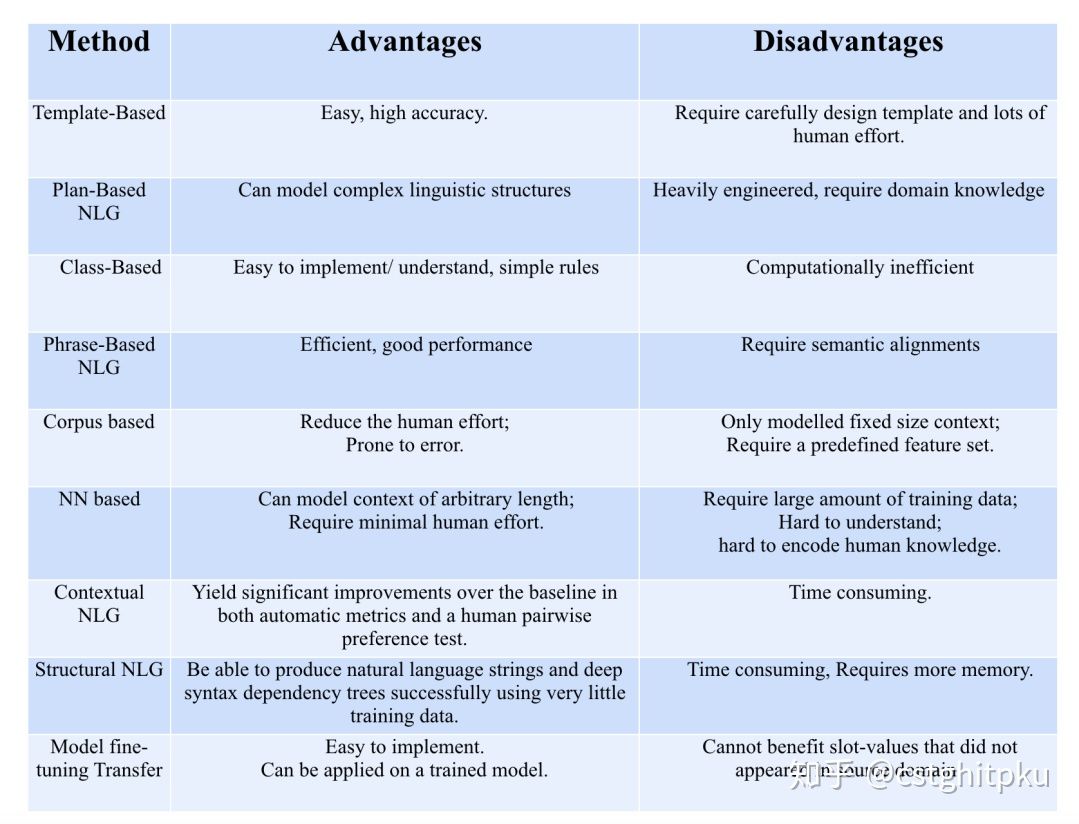 Method Advantages Disadvantages
Template-Based Easy, high accuracy. Require carefully design template and lots of
human effort.
Plan-Based Can model complex linguistic structures Heavily engineered, require domain knowledge
NLG
Class-Based Easy to implement/ understand, simple rules Computationally inefficient
Phrase-Based Efficient, good performance Require semantic alignments
NLG
Corpus based Reduce the human effort; Only modelled fixed size context;
Prone to error. Require a predefined feature set.
NN based Can model context of arbitrary length; Require large amount of training data;
Require minimal human effort. Hard to understand;
hard to encode human knowledge.
Contextual Yield significant improvements over the baseline in Time consuming.
NLG both automatic metrics and a human pairwise
preference test.
Structural NLG Be able to produce natural language strings and deep Time consuming, Requires more memory.
syntax dependency trees successfully using very little
training data.
Model fine- Easy to implement. Cannot benefit slot-values that did not
tuning Transfer Can be applied on a trained model. appeared in source domain
知乎 @cstghitpku